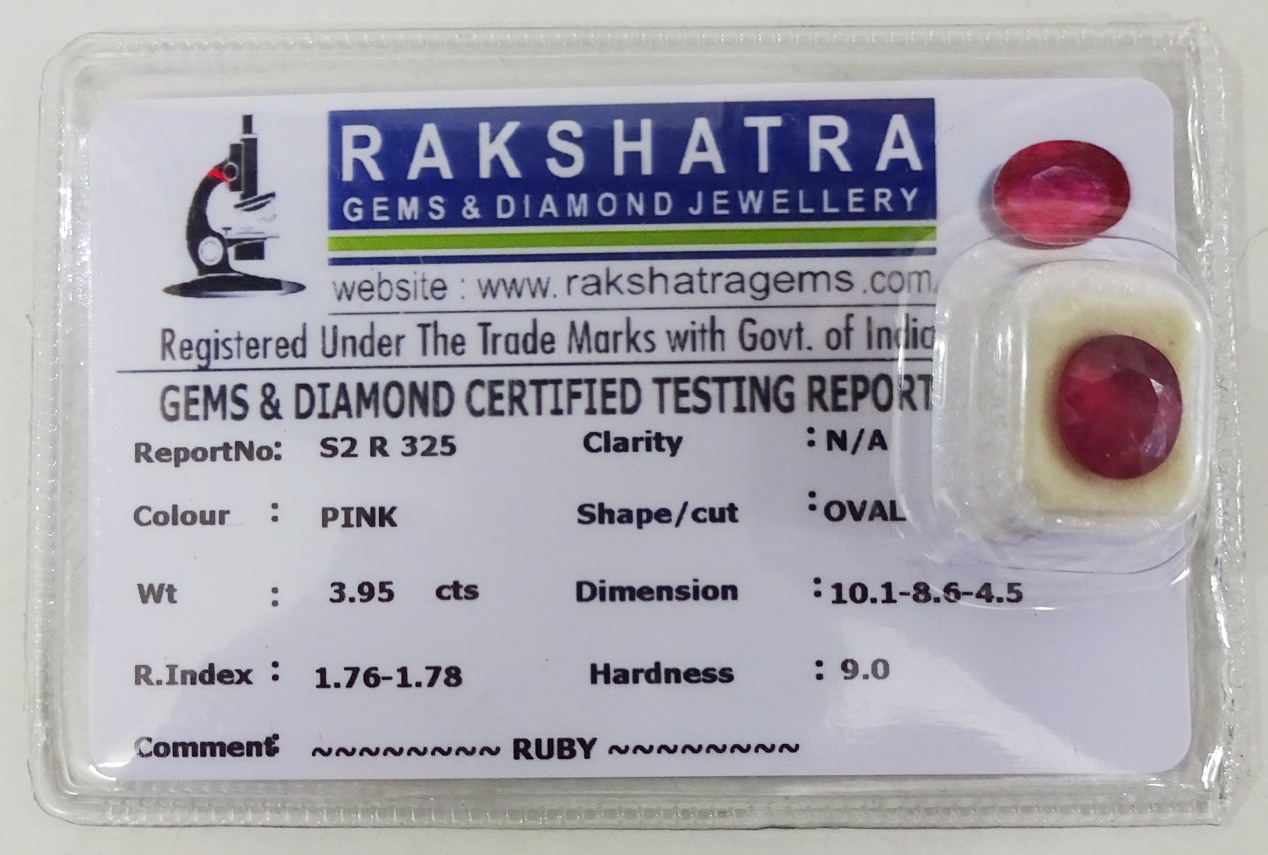 RAKSHATRA
GEMS & DIAMOND JEWELLERY
website : www.rakshatragems.com
Registered Under The Trade Marks with Govt. of India
GEMS & DIAMOND CERTIFIED TESTING REPORT
ReportNo: S2 R 325 Clarity : N/A
Colour : PINK Shape/cut : OVAL
Wt : 3.95 cts Dimension : 10.1-8.6-4.5
R.Index : 1.76-1.78 Hardness : 9.0
Comment: ~~~~~~~~ RUBY ~~~~~~~~